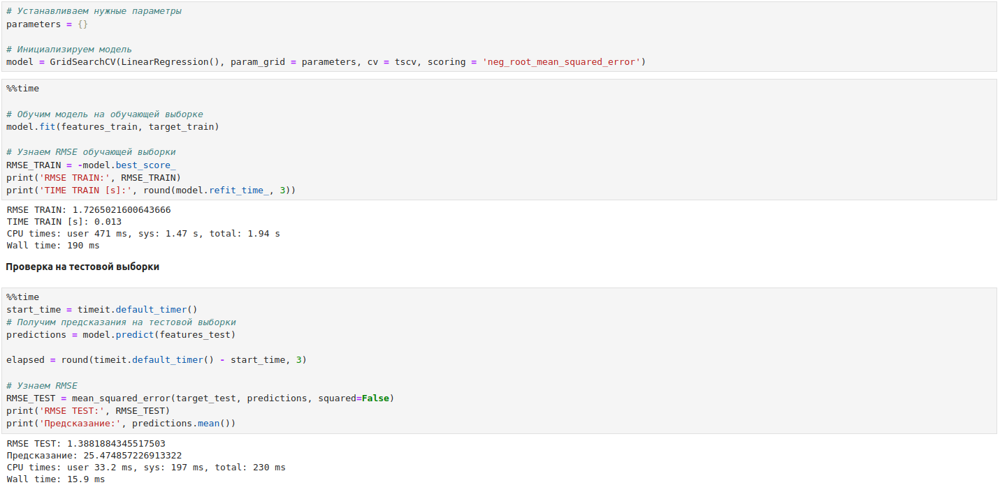 # Устанавливаем нужные параметры
parameters = {}
# Инициализируем модель
model = GridSearchCV(LinearRegression(), param_grid = parameters, cv = tscv, scoring = 'neg_root_mean_squared_error')
%%time
# Обучим модель на обучающей выборке
model.fit(features_train, target_train)
# Узнаем RMSE обучающей выборки
RMSE_TRAIN = -model.best_score_
print('RMSE TRAIN:', RMSE_TRAIN)
print('TIME TRAIN [s]:', round(model.refit_time_, 3))
RMSE TRAIN: 1.7265021600643666
TIME TRAIN [s]: 0.013
CPU times: user 471 ms, sys: 1.47 s, total: 1.94 s
Wall time: 190 ms
Проверка на тестовой выборки
%%time
start_time = timeit.default_timer()
# Получим предсказания на тестовой выборки
predictions = model.predict(features_test)
elapsed = round(timeit.default_timer() - start_time, 3)
# Узнаем RMSE
RMSE_TEST = mean_squared_error(target_test, predictions, squared=False)
print('RMSE TEST:', RMSE_TEST)
print('Предсказание:', predictions.mean())
RMSE TEST: 1.3881884345517503
Предсказание: 25.474857226913322
CPU times: user 33.2 ms, sys: 197 ms, total: 230 ms
Wall time: 15.9 ms